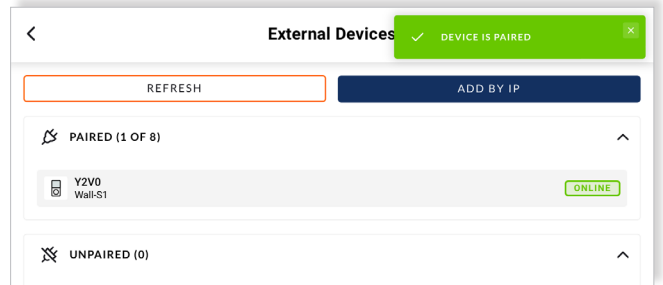 External Devices
DEVICE IS PAIRED
REFRESH
ADD BY IP
PAIRED (1 OF 8)
Y2V0
Wall-S1
ONLINE
UNPAIRED (0)